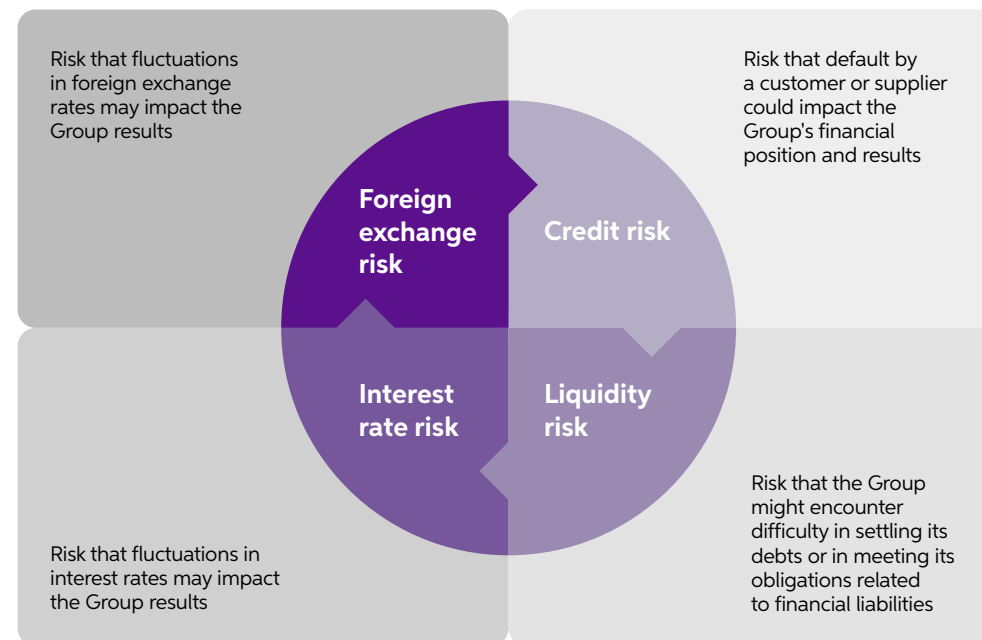 Risk that fluctuations
in foreign exchange
rates may impact the
Group results
Risk that default by
a customer or supplier
could impact the
Group's financial
position and results
Foreign
exchange
risk
Credit risk
Interest
rate risk
Liquidity
risk
Risk that fluctuations in
interest rates may impact
the Group results
Risk that the Group
might encounter
difficulty in settling its
debts or in meeting its
obligations related
to financial liabilities